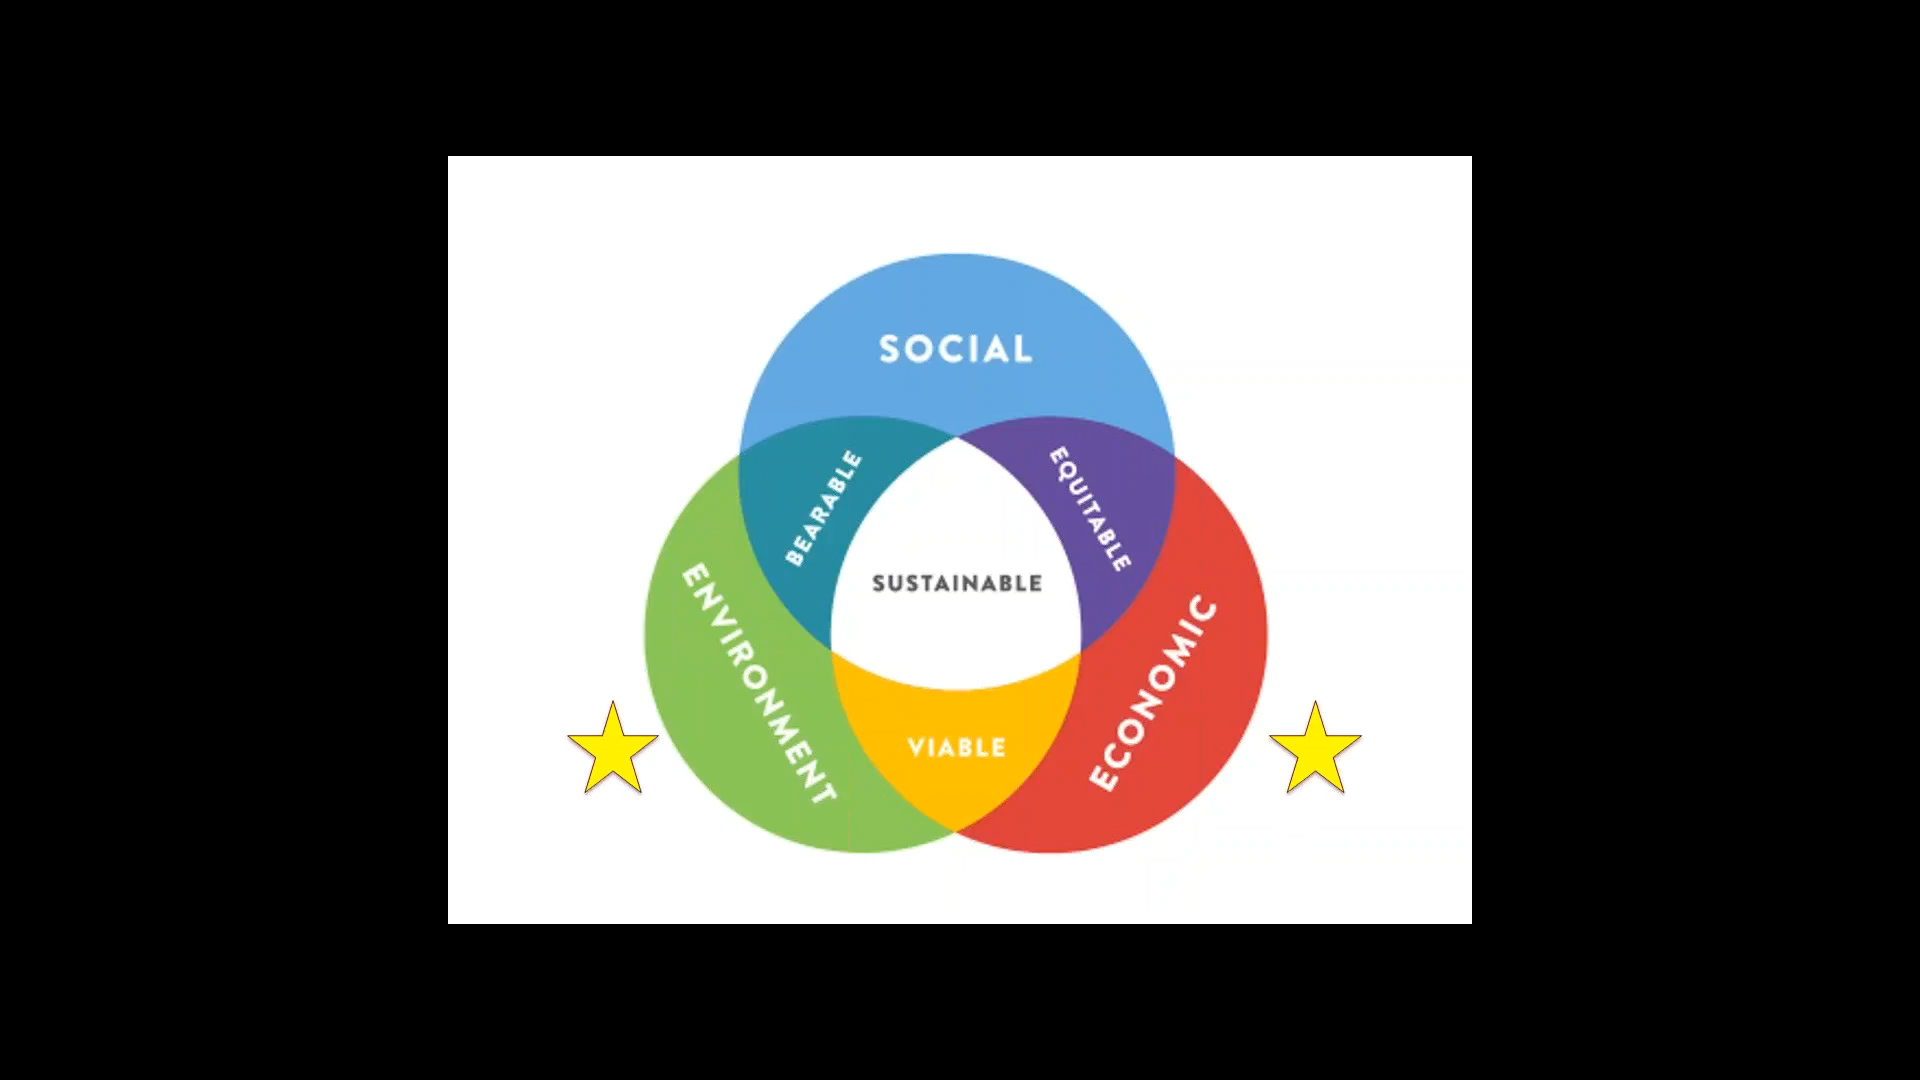 SOCIAL
BEARABLE
EQUITABLE
SUSTAINABLE
ENVIRONMENT
ECONOMIC
VIABLE